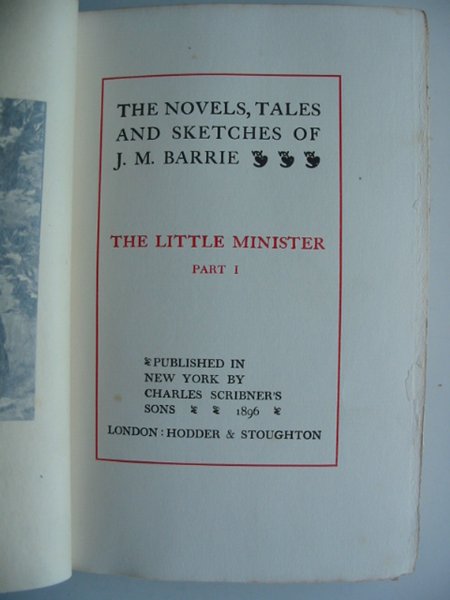 THE NOVELS, TALES
AND SKETCHES OF
J. M. BARRIE
THE LITTLE MINISTER
PART I
PUBLISHED IN
NEW YORK BY
CHARLES SCRIBNER'S
SONS 1896
LONDON: HODDER & STOUGHTON